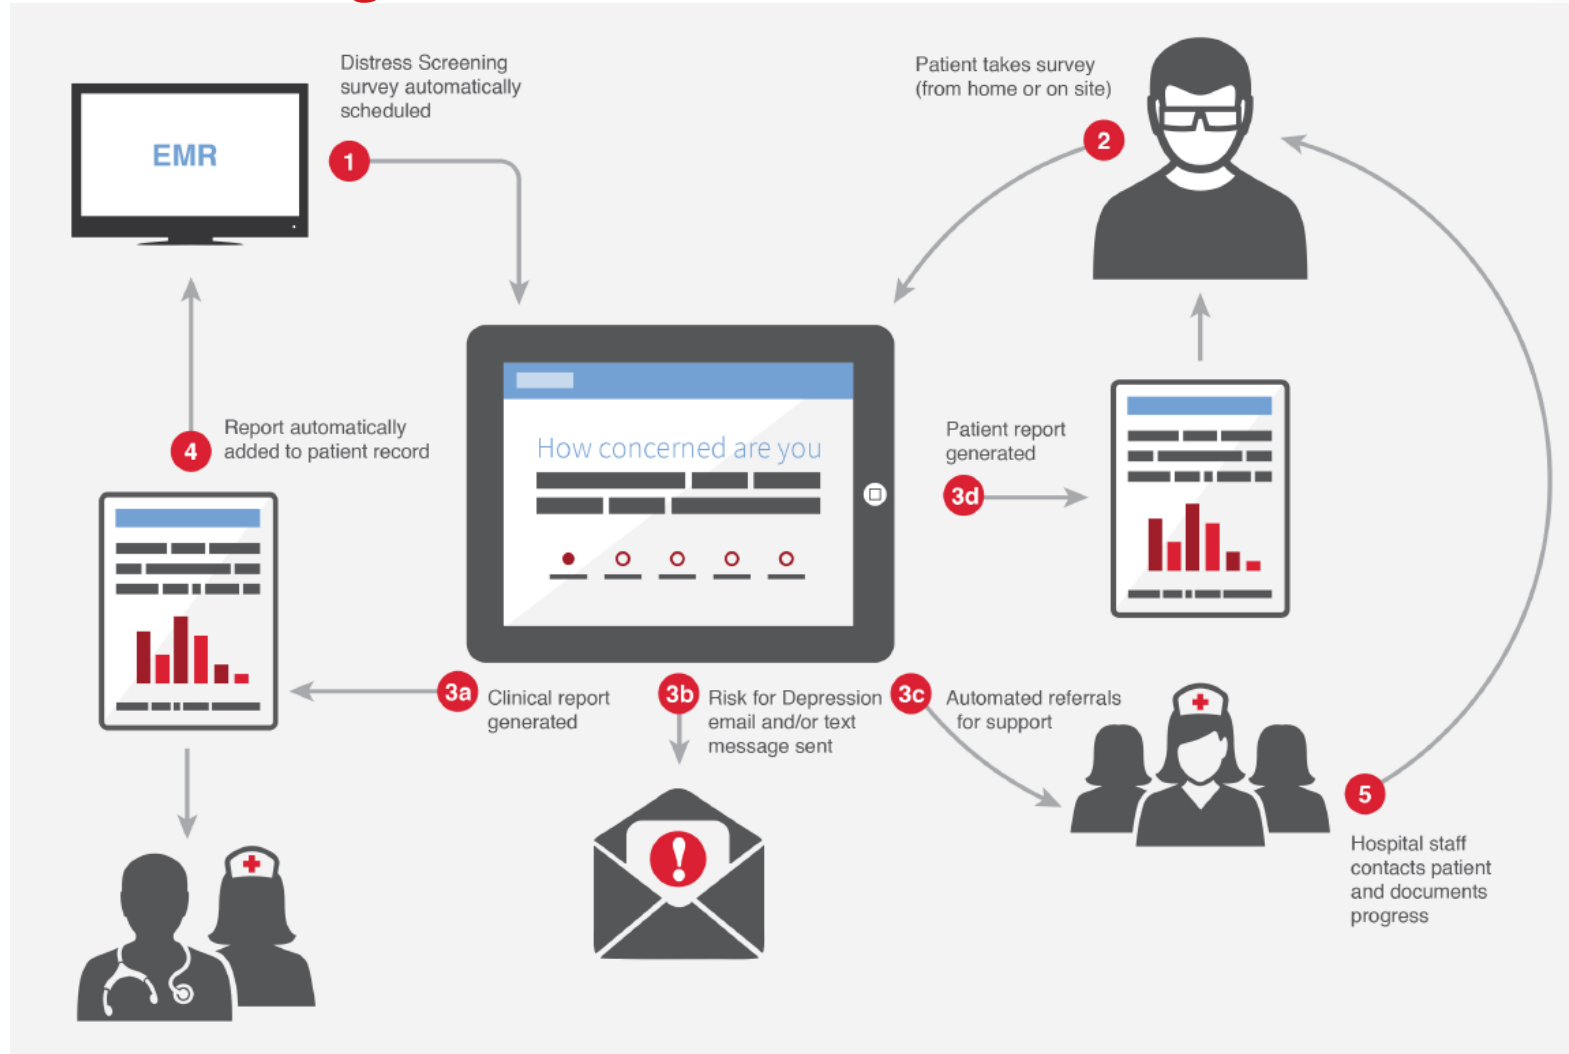 Distress Screening
survey automatically
scheduled
EMR
1
Patient takes survey
(from home or on site)
2
Report automatically
added to patient record
4
How concerned are you
Patient report
generated
3d
3a
Clinical report
generated
3b
Risk for Depression
email and/or text
message sent
3c
Automated referrals
for support
!
5
Hospital staff
contacts patient
and documents
progress